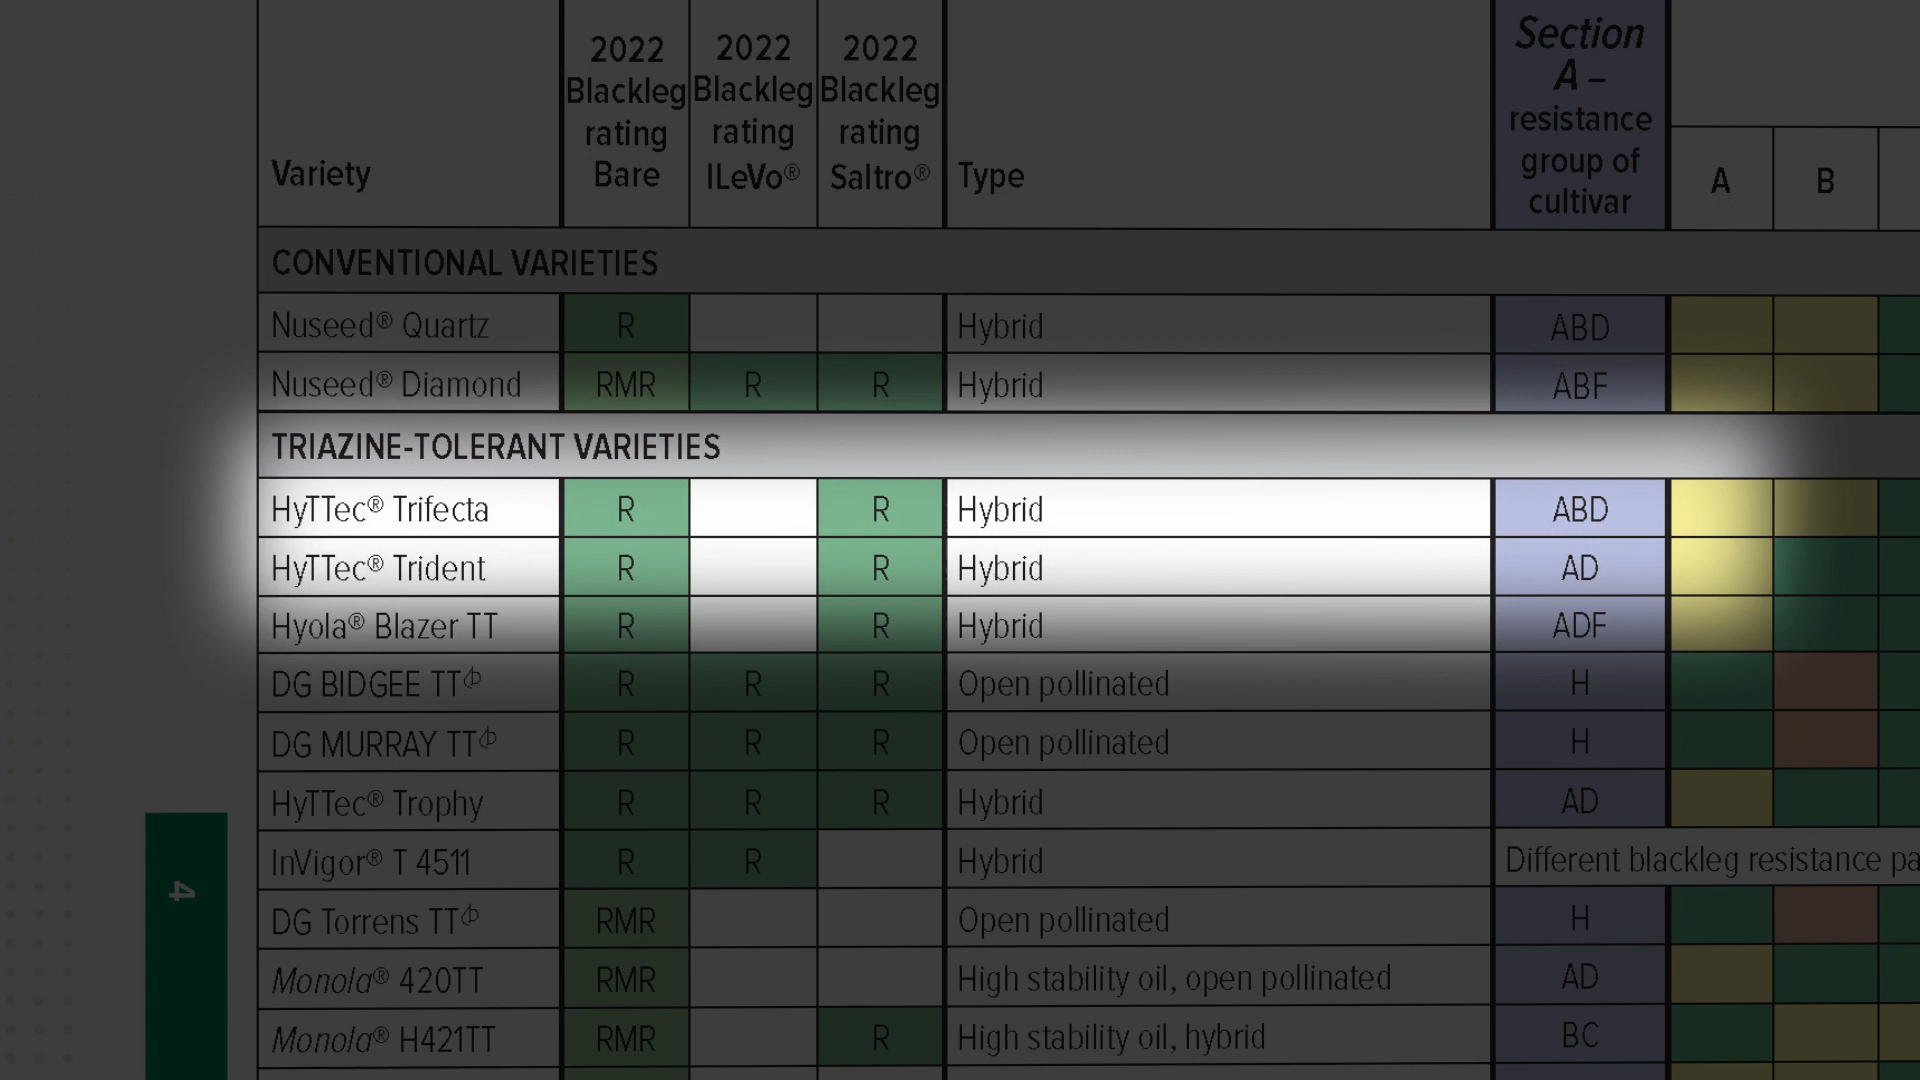 Variety
2022
Blackleg
rating
Bare
2022
Blackleg
rating
ILeVo®
2022
Blackleg
rating
Saltro®
Type
Section
A –
resistance
group of
cultivar
A
B
CONVENTIONAL VARIETIES
Nuseed® Quartz R Hybrid ABD
Nuseed® Diamond RMR R R Hybrid ABF
TRIAZINE-TOLERANT VARIETIES
HyTTec® Trifecta R R Hybrid ABD
HyTTec® Trident R R Hybrid AD
Hyola® Blazer TT R R Hybrid ADF
DG BIDGEE TT R R R Open pollinated H
DG MURRAY TT R R R Open pollinated H
HyTTec® Trophy R R R Hybrid AD
InVigor® T 4511 R R Hybrid Different blackleg resistance pa
DG Torrens TT RMR Open pollinated H
Monola® 420TT RMR High stability oil, open pollinated AD
Monola® H421TT RMR R High stability oil, hybrid BC
4